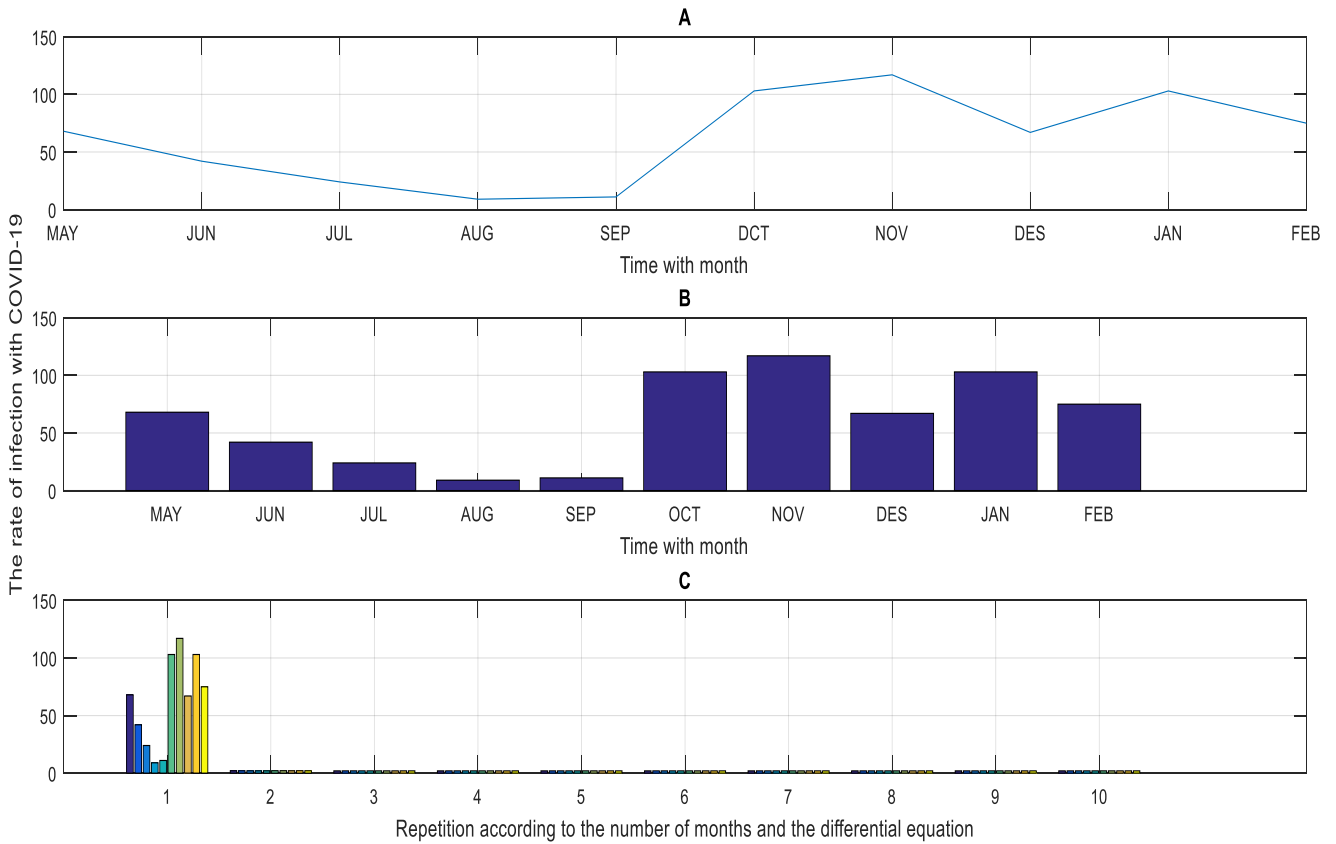 The rate of infection with COVID-19
A
150
100
50
0
MAY JUN JUL AUG SEP DCT NOV DES JAN FEB
Time with month
B
150
100
50
0
MAY JUN JUL AUG SEP OCT NOV DES JAN FEB
Time with month
C
150
100
50
0
1 2 3 4 5 6 7 8 9 10
Repetition according to the number of months and the differential equation